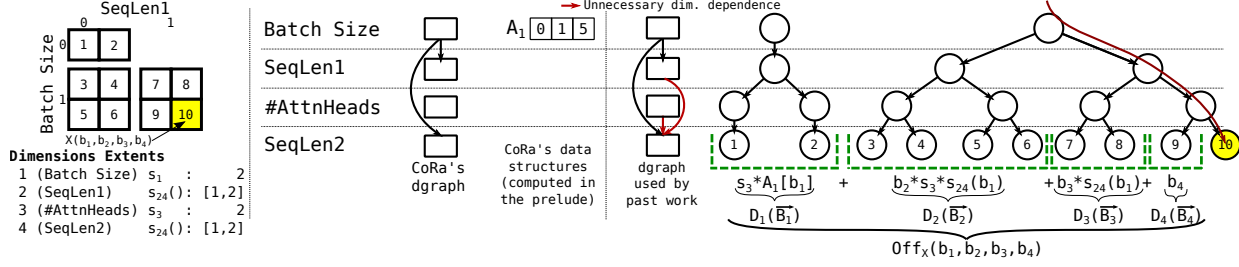 SeqLen1
0 1
Batch Size
0
1
1 2
3 4 7 8
5 6 9 10
X(b₁,b₂,b₃,b₄)
Dimensions Extents
1 (Batch Size) s₁ : 2
2 (SeqLen1) s₂₄(): [1,2]
3 (#AttnHeads) s₃ : 2
4 (SeqLen2) s₂₄(): [1,2]
Batch Size
SeqLen1
#AttnHeads
SeqLen2
CoRa's
dgraph
A₁ 0 1 5
CoRa's data
structures
(computed in
the prelude)
Unnecessary dim. dependence
dgraph
used by
past work
1 2 3 4 5 6 7 8 9 10
s₃*A₁[b₁] + b₂*s₃*s₂₄(b₁) +b₃*s₂₄(b₁)+ b₄
D₁(B₁) D₂(B₂) D₃(B₃) D₄(B₄)
Off_X(b₁,b₂,b₃,b₄)